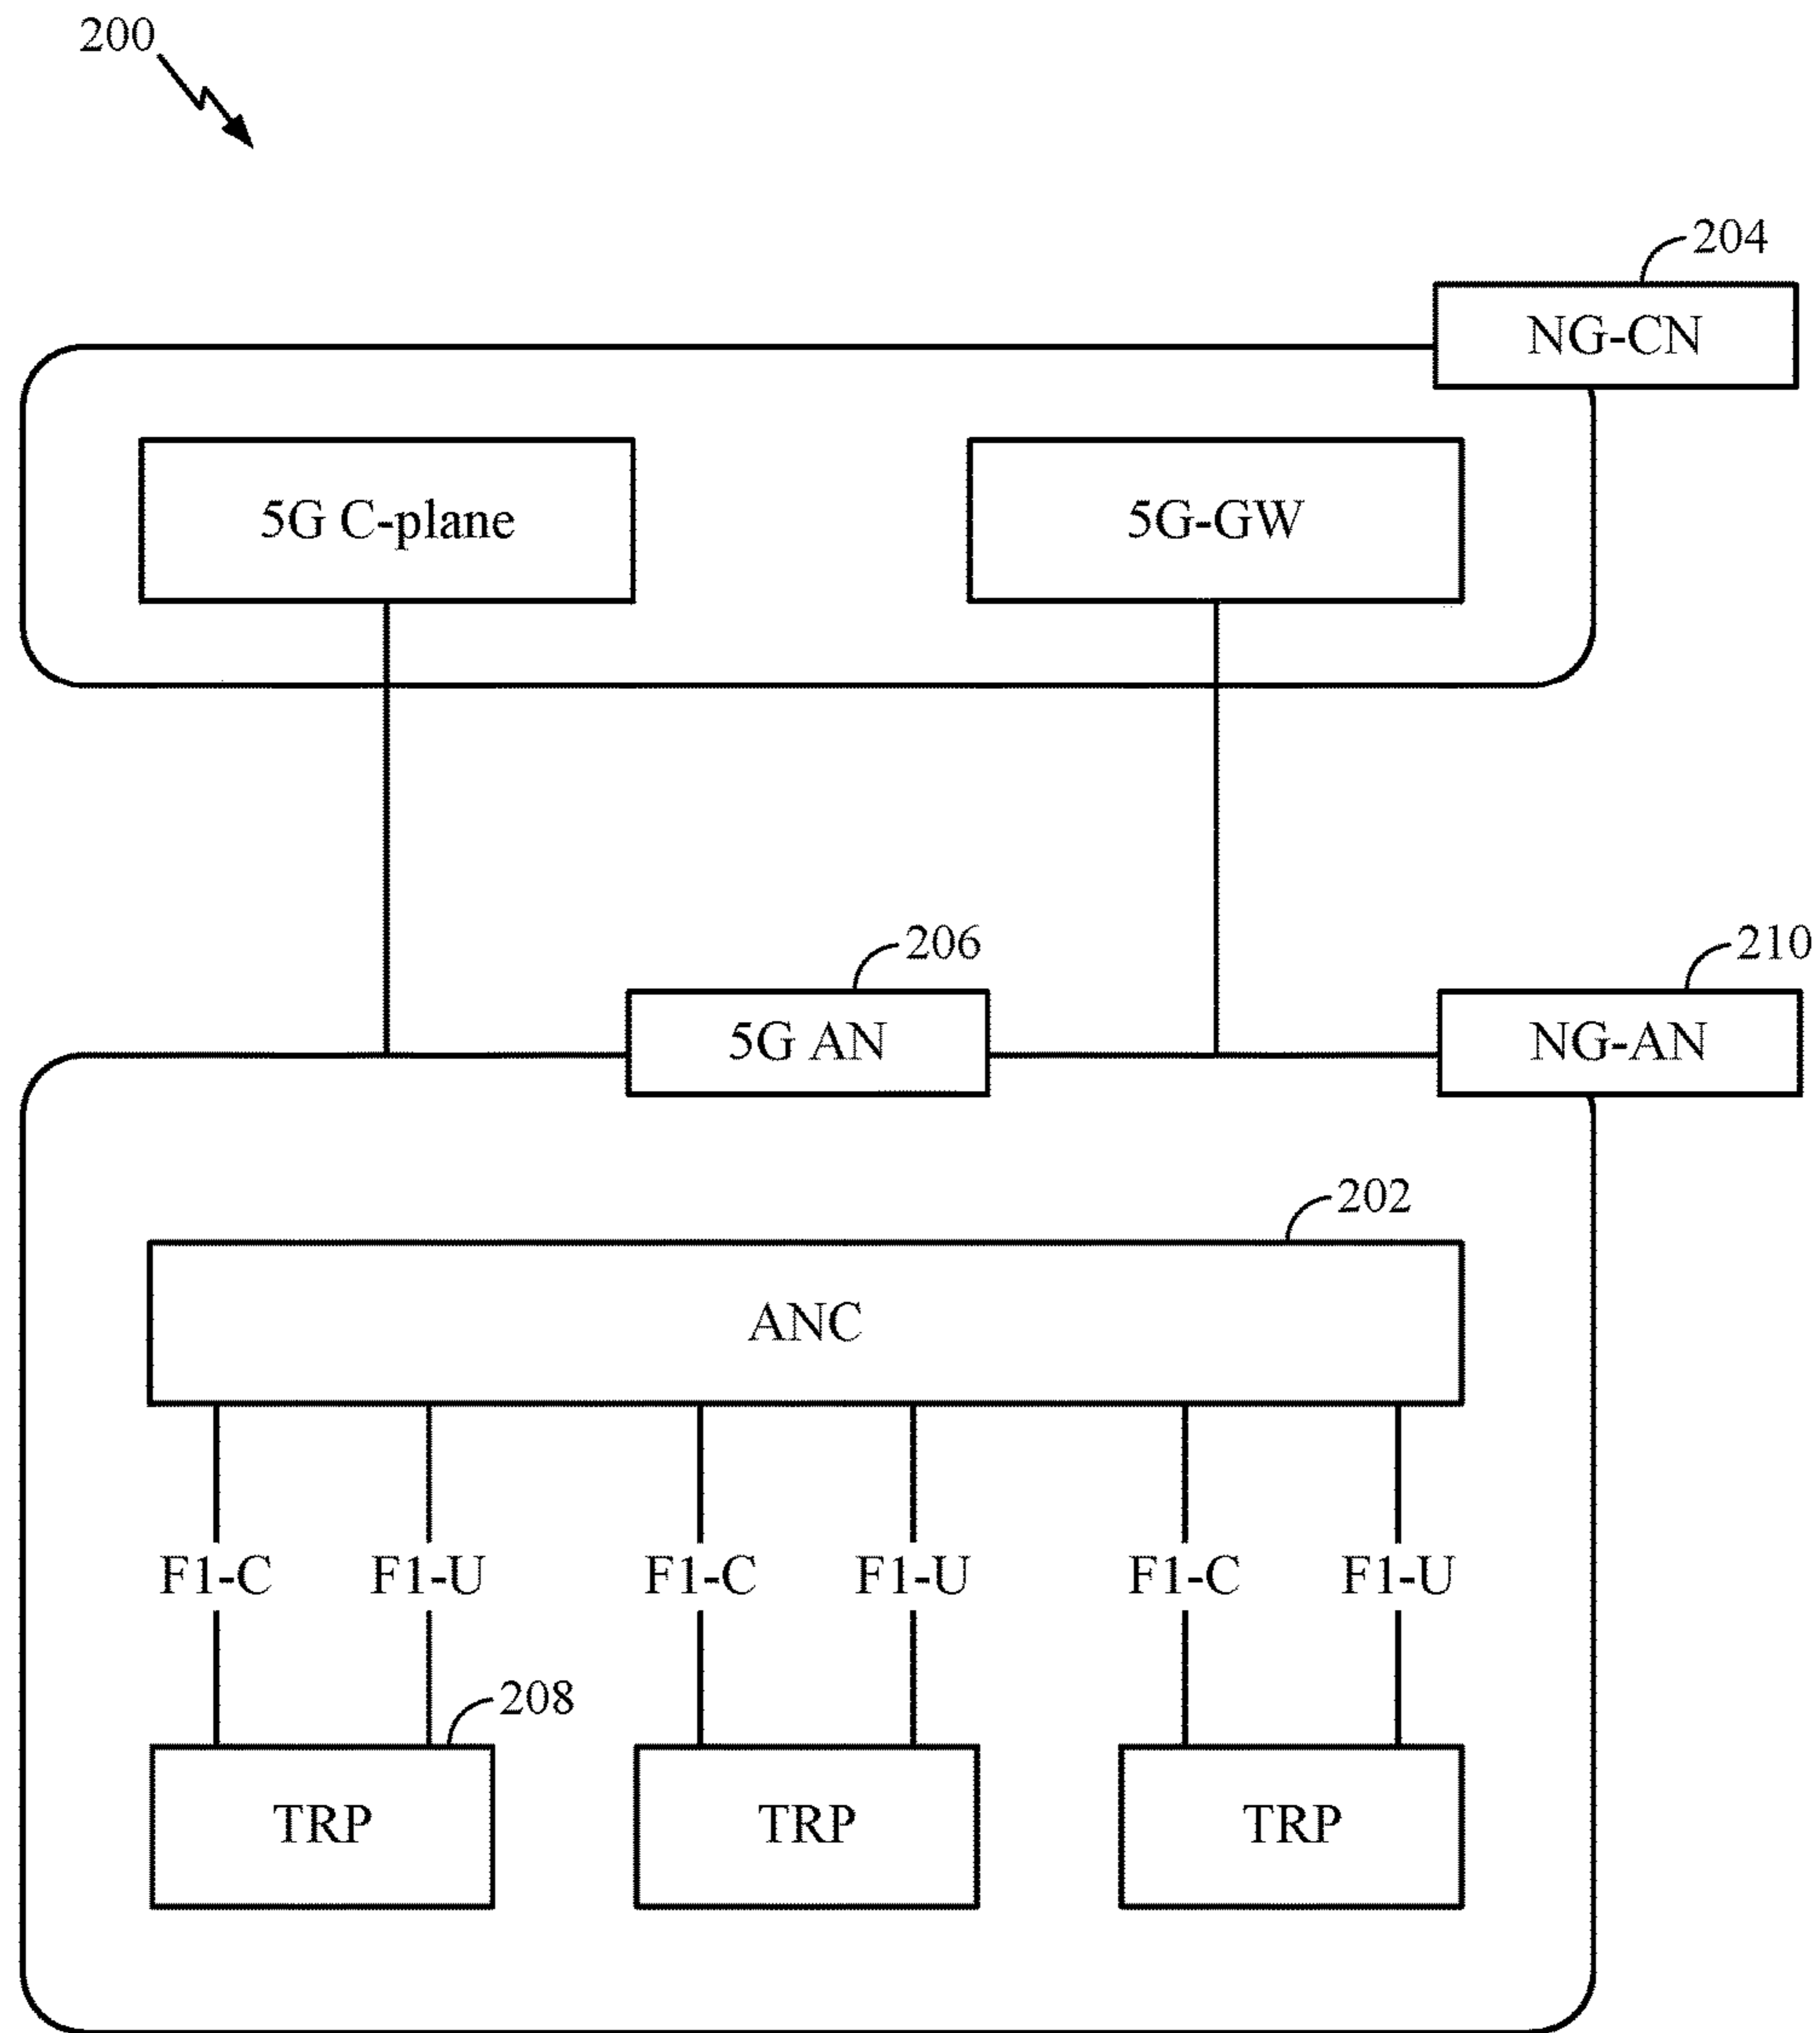 200
204
NG-CN
5G C-plane
5G-GW
206
210
5G AN
NG-AN
202
ANC
F1-C F1-U F1-C F1-U F1-C F1-U
208
TRP TRP TRP